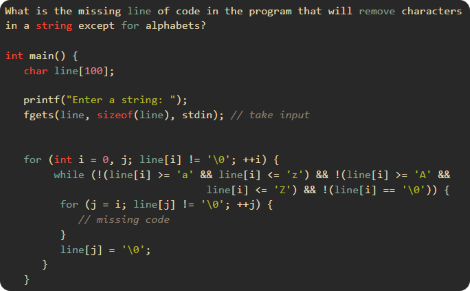 What is the missing line of code in the program that will remove characters
in a string except for alphabets?
int main() {
char line[100];
printf("Enter a string: ");
fgets(line, sizeof(line), stdin); // take input
for (int i = 0, j; line[i] != '\0'; ++i) {
while (!(line[i] >= 'a' && line[i] <= 'z') && !(line[i] >= 'A' &&
line[i] <= 'Z') && !(line[i] == '\0')) {
for (j = i; line[j] != '\0'; ++j) {
// missing code
}
line[j] = '\0';
}
}